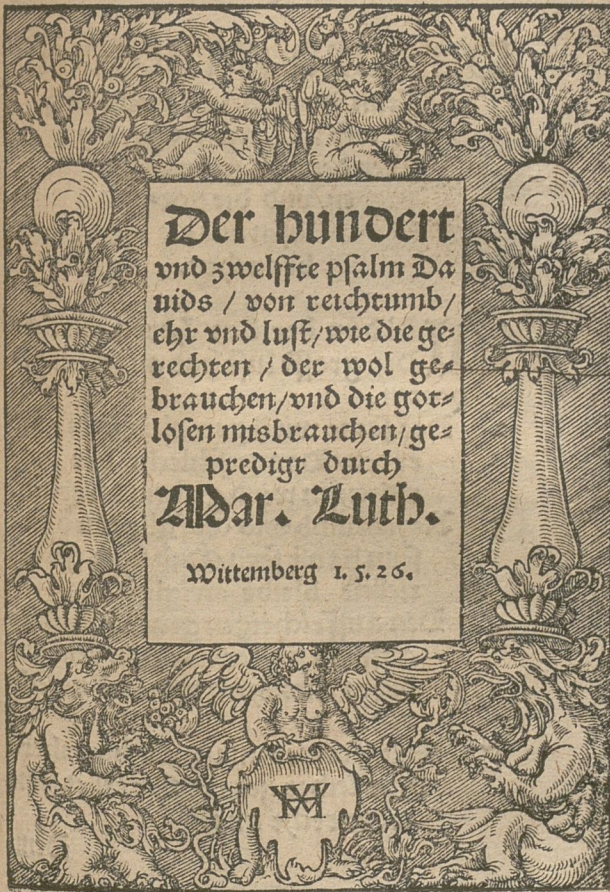 Der hundert
vnd zwelffte psalm Da
uids / von reichtumb /
ehr vnd lust / wie die ge-
rechten / der wol ge-
brauchen / vnd die got-
losen misbrauchen / ge-
predigt durch
Mar. Luth.
Wittemberg 1. 5. 26.